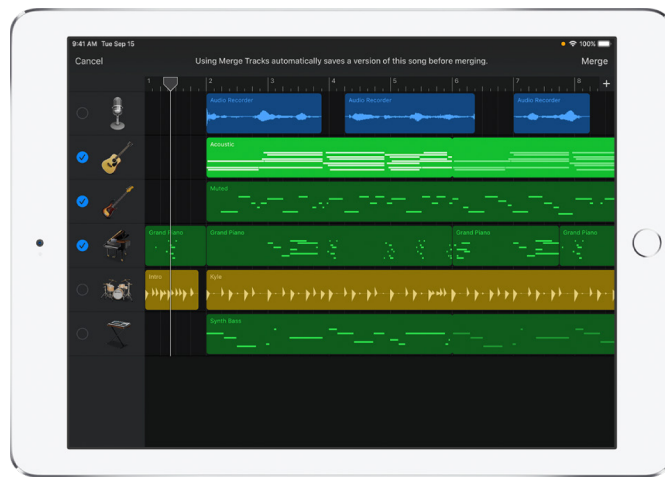 9:41 AM Tue Sep 15
100%
Cancel
Using Merge Tracks automatically saves a version of this song before merging.
Merge
1 2 3 4 5 6 7 8 +
Audio Recorder Audio Recorder Audio Recorder
Acoustic
Muted
Grand Piano Grand Piano Grand Piano Grand Piano
Intro Kyle
Synth Bass